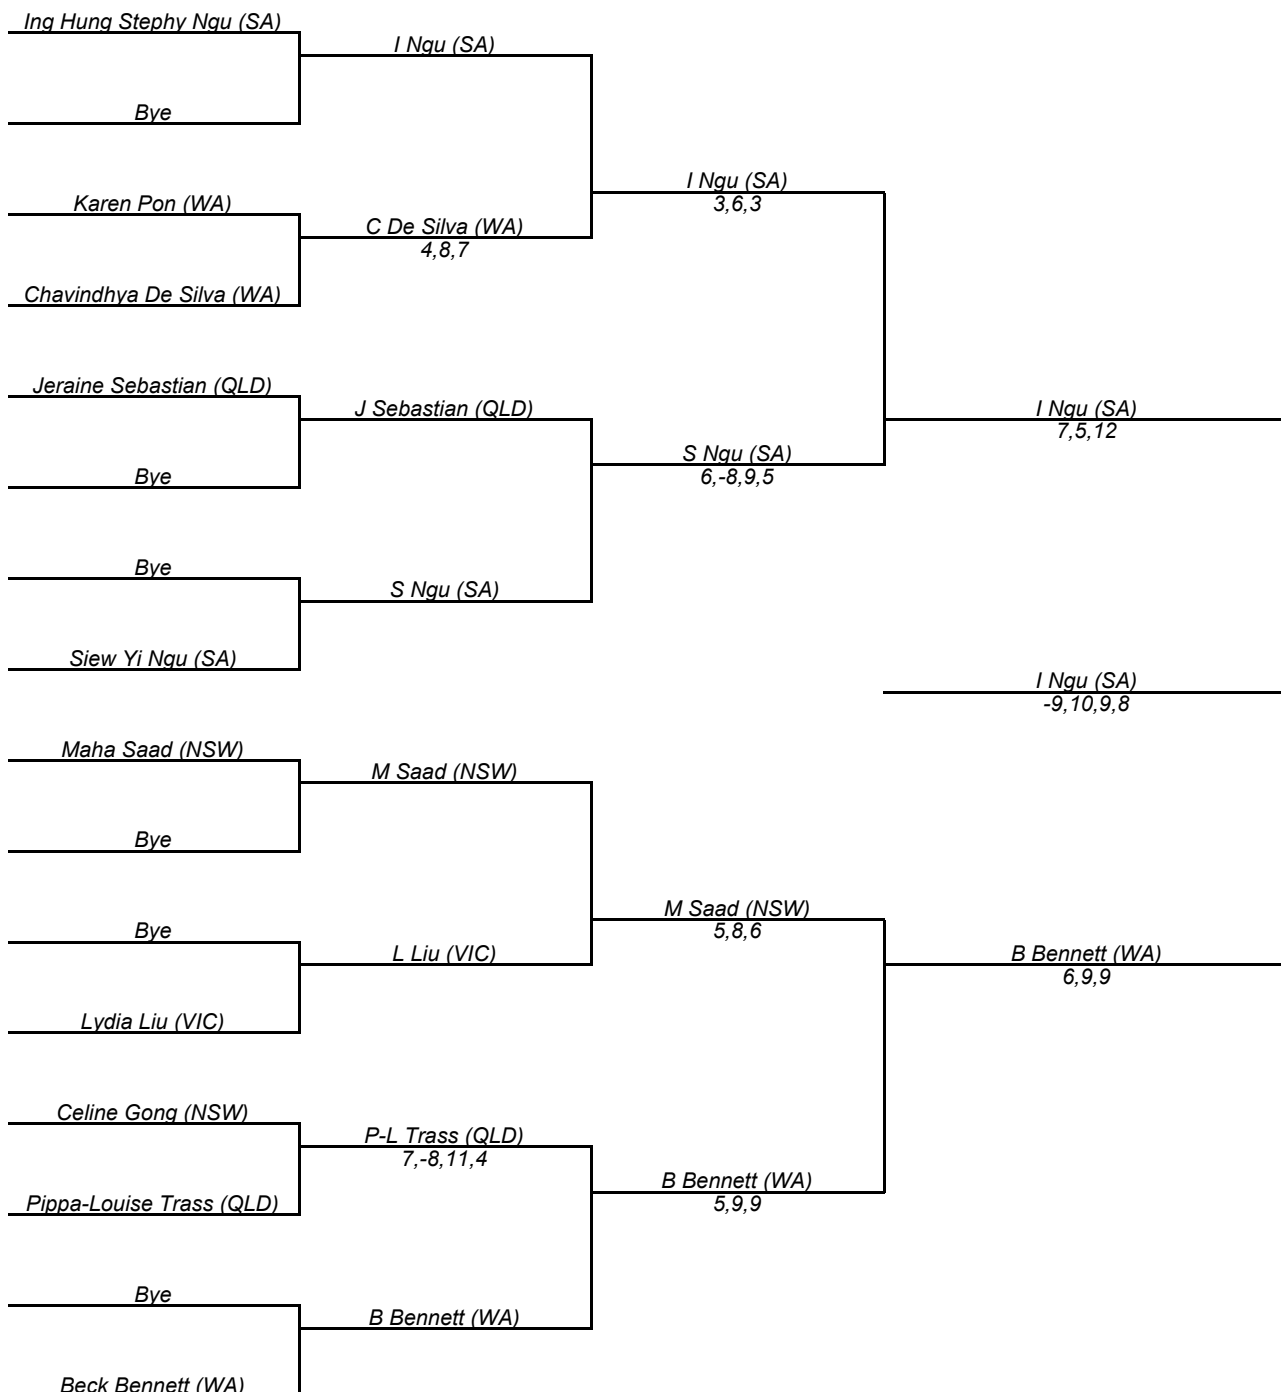 Ing Hung Stephy Ngu (SA)
I Ngu (SA)
Bye
I Ngu (SA)
3,6,3
Karen Pon (WA)
C De Silva (WA)
4,8,7
Chavindhya De Silva (WA)
Jeraine Sebastian (QLD)
J Sebastian (QLD)
I Ngu (SA)
7,5,12
S Ngu (SA)
6,-8,9,5
Bye
Bye
S Ngu (SA)
Siew Yi Ngu (SA)
I Ngu (SA)
-9,10,9,8
Maha Saad (NSW)
M Saad (NSW)
Bye
M Saad (NSW)
5,8,6
Bye
L Liu (VIC)
B Bennett (WA)
6,9,9
Lydia Liu (VIC)
Celine Gong (NSW)
P-L Trass (QLD)
7,-8,11,4
B Bennett (WA)
5,9,9
Pippa-Louise Trass (QLD)
Bye
B Bennett (WA)
Beck Bennett (WA)